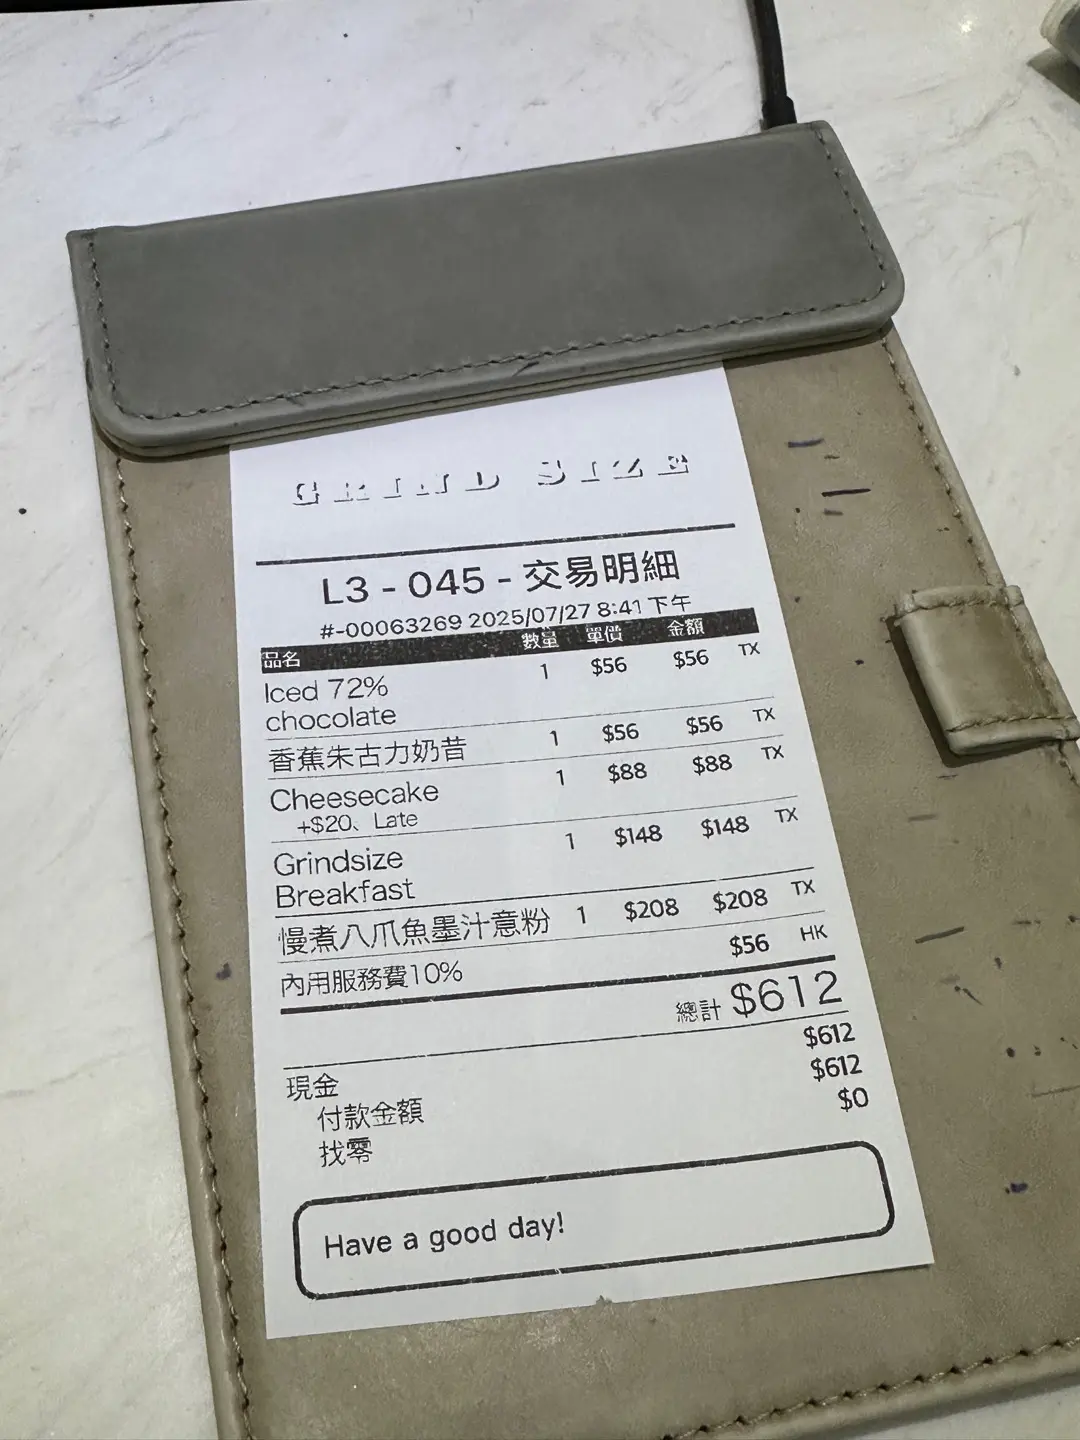 GRIND SIZE
L3 - 045 - 交易明細
#-00063269 2025/07/27 8:41 下午
品名 數量 單價 金額
Iced 72% 1 $56 $56 TX
chocolate
香蕉朱古力奶昔 1 $56 $56 TX
Cheesecake 1 $88 $88 TX
+$20、Late
Grindsize 1 $148 $148 TX
Breakfast
慢煮八爪魚墨汁意粉 1 $208 $208 TX
內用服務費10% $56 HK
總計 $612
現金 $612
付款金額 $612
找零 $0
Have a good day!